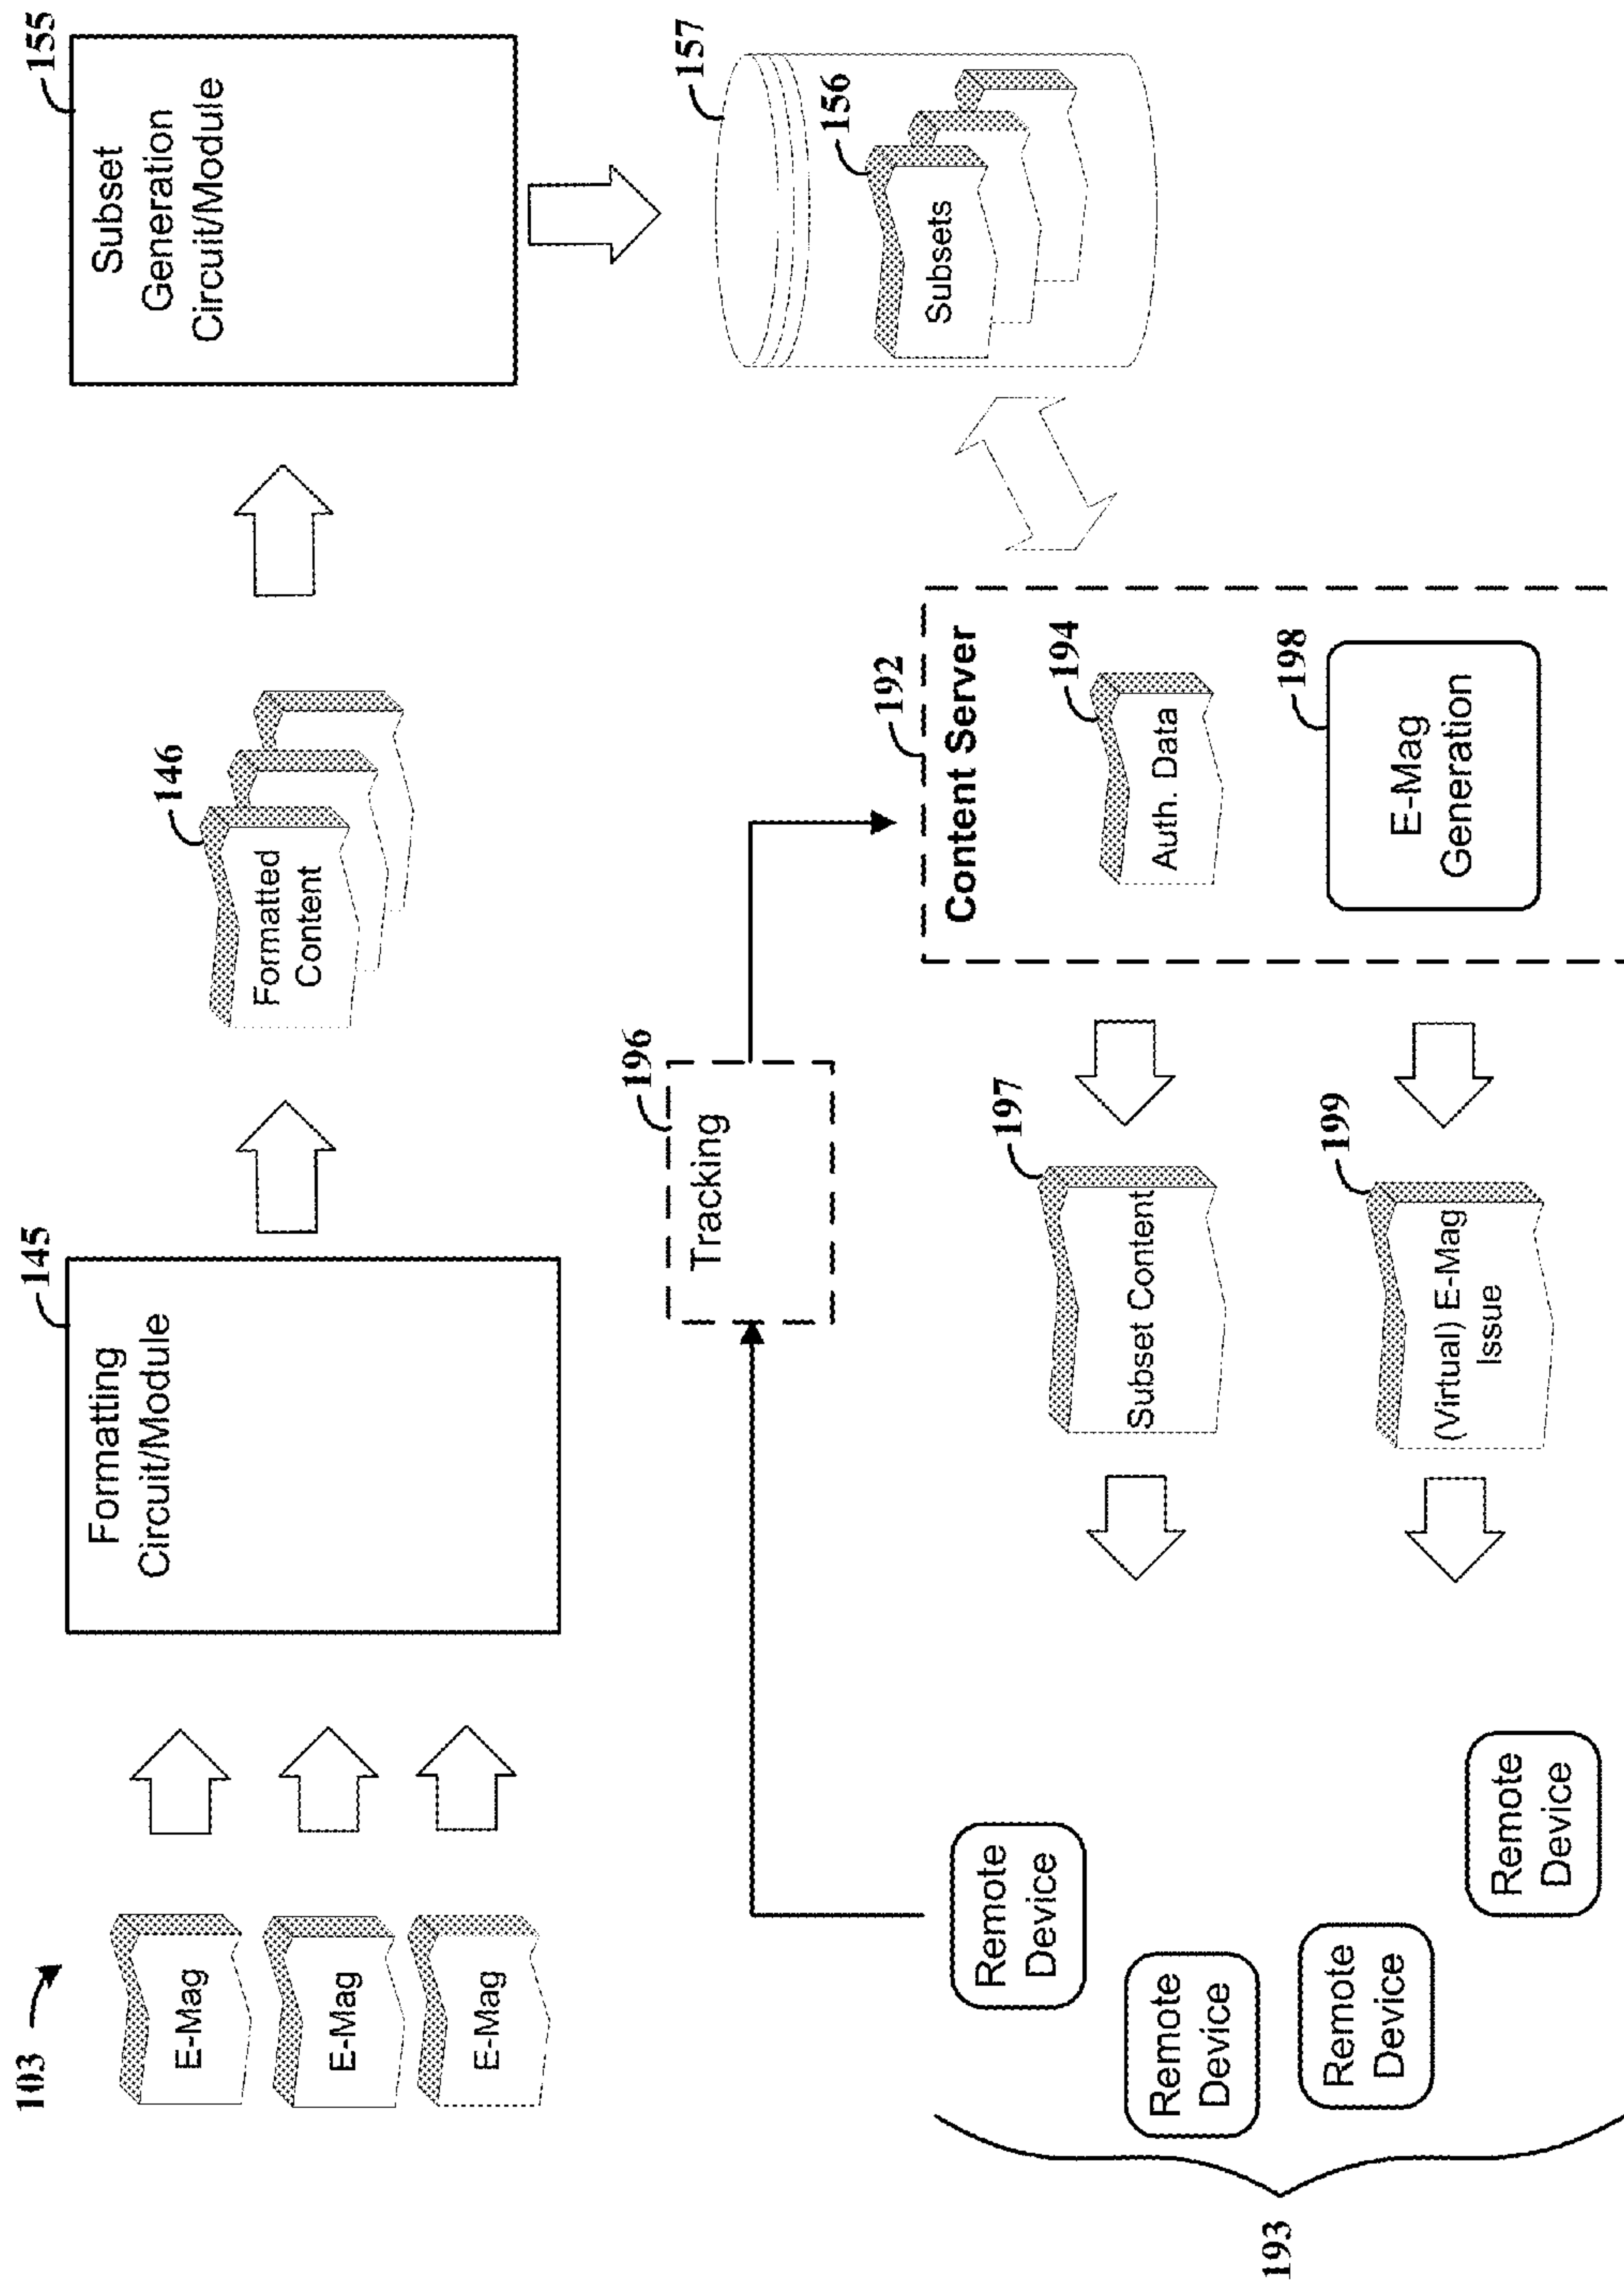 103
E-Mag
E-Mag
E-Mag
145
Formatting
Circuit/Module
146
Formatted
Content
155
Subset
Generation
Circuit/Module
157
156
Subsets
196
Tracking
192
Content Server
194
Auth. Data
198
E-Mag
Generation
197
Subset Content
199
(Virtual) E-Mag
Issue
193
Remote
Device
Remote
Device
Remote
Device
Remote
Device